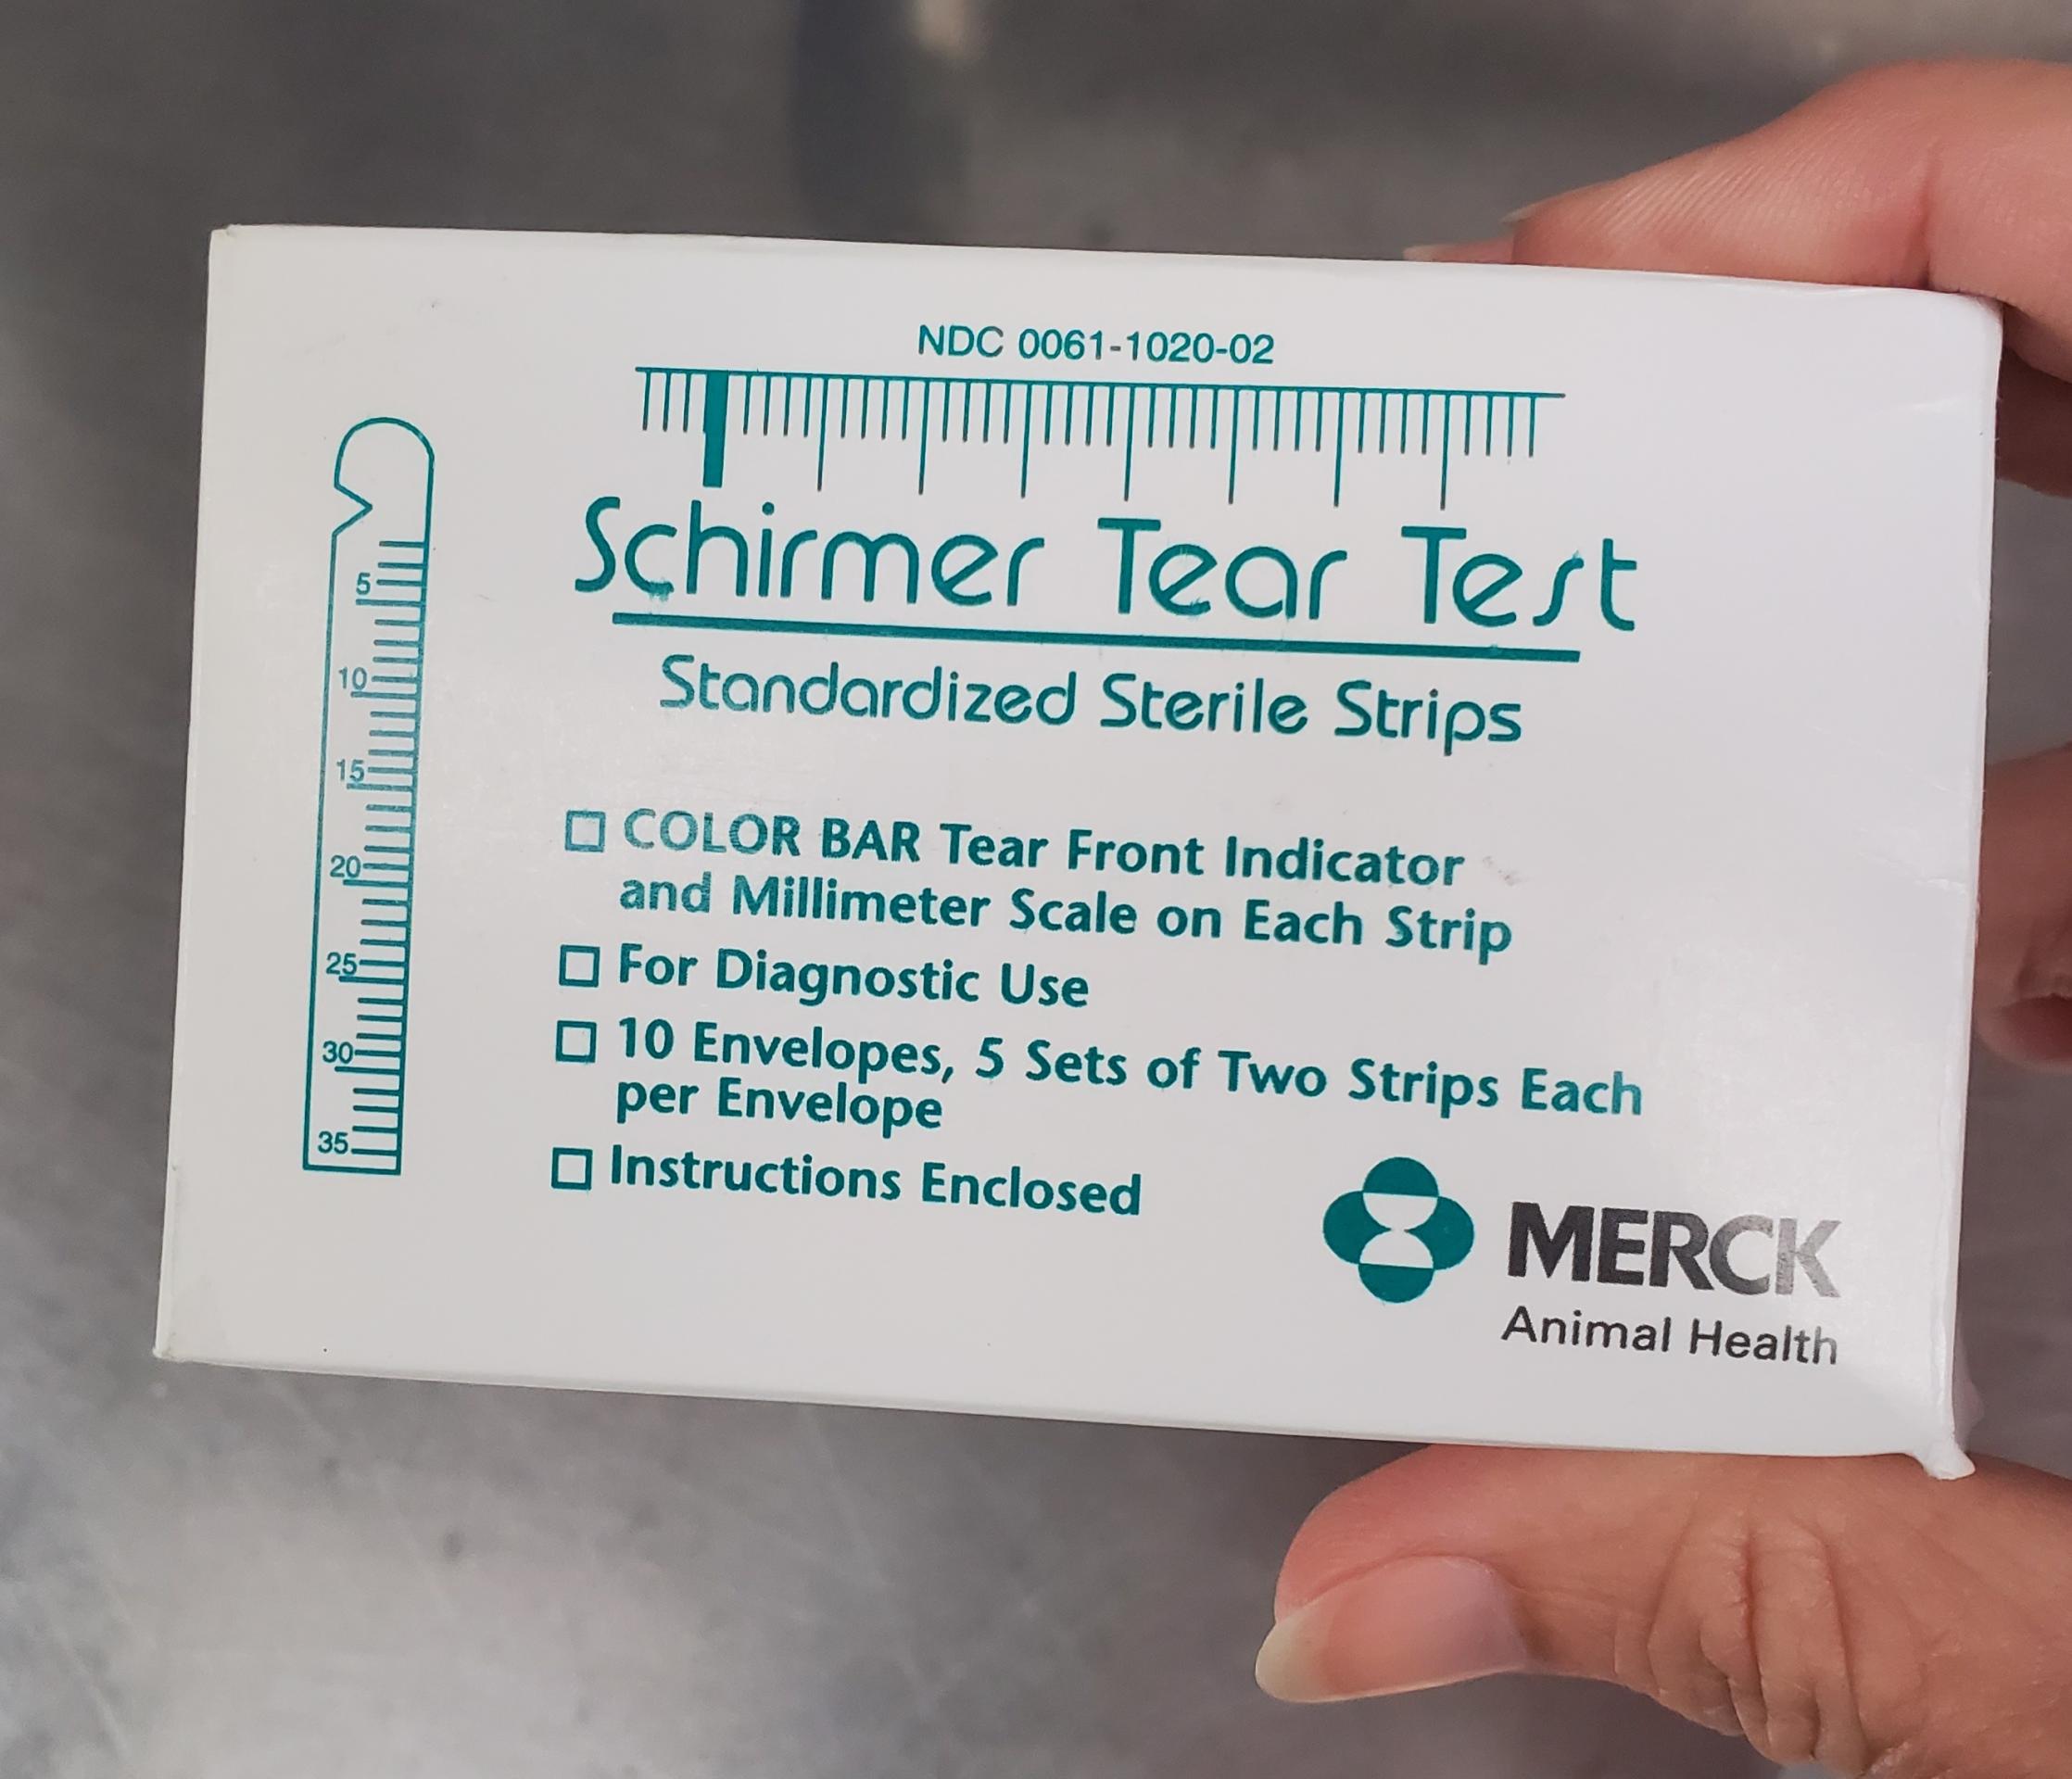 NDC 0061-1020-02
Schirmer Tear Test
Standardized Sterile Strips
5
10
15
20
25
30
35
□ COLOR BAR Tear Front Indicator
and Millimeter Scale on Each Strip
□ For Diagnostic Use
□ 10 Envelopes, 5 Sets of Two Strips Each
per Envelope
□ Instructions Enclosed
MERCK
Animal Health